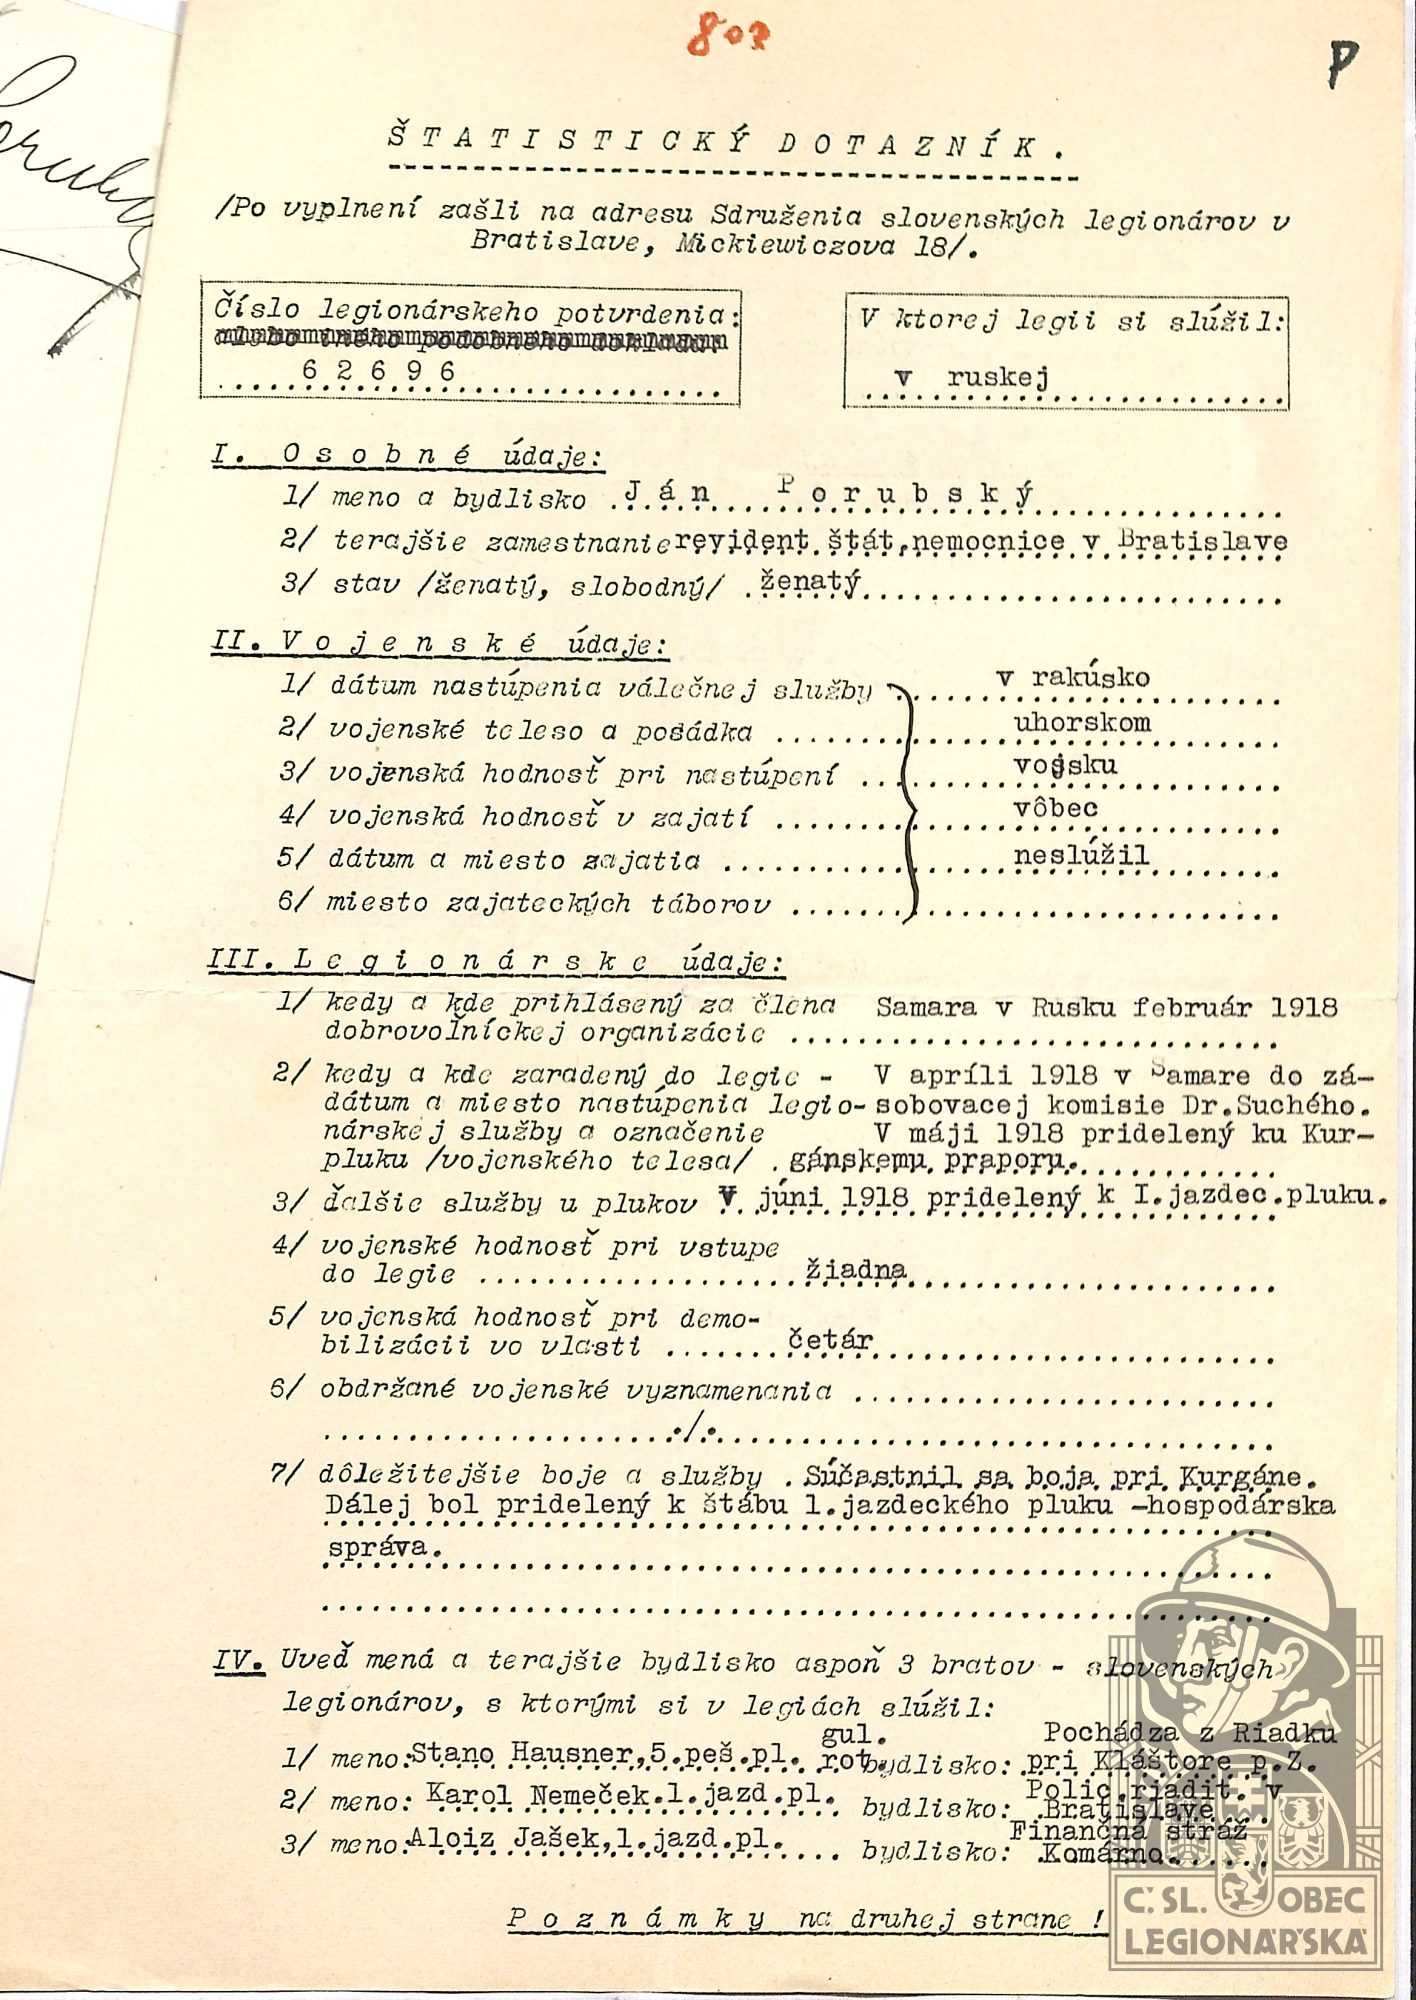 803
P
ŠTATISTICKÝ DOTAZNÍK.
/Po vyplnení zašli na adresu Sdruženia slovenských legionárov v
Bratislave, Mickiewiczova 18/.
Číslo legionárskeho potvrdenia:
62696
V ktorej legii si slúžil:
v ruskej
I. Osobné údaje:
1/ meno a bydlisko Ján Porubský
2/ terajšie zamestnanie revident štát.nemocnice v Bratislave
3/ stav /ženatý, slobodný/ ženatý
II. Vojenské údaje:
1/ dátum nastúpenia válečnej služby v rakúsko
2/ vojenské teleso a posádka uhorskom
3/ vojenská hodnosť pri nastúpení vojsku
4/ vojenská hodnosť v zajatí vôbec
5/ dátum a miesto zajatia neslúžil
6/ miesto zajateckých táborov
III. Legionárske údaje:
1/ kedy a kde prihlásený za člena Samara v Rusku február 1918
dobrovoľníckej organizácie
2/ kedy a kde zaradený do legie - V apríli 1918 v Samare do zá-
dátum a miesto nastúpenia legio- sobovacej komisie Dr.Suchého.
nárskej služby a označenie V máji 1918 pridelený ku Kur-
pluku /vojenského telesa/ gánskemu praporu.
3/ ďalšie služby u plukov V júni 1918 pridelený k I.jazdec.pluku.
4/ vojenské hodnosť pri vstupe
do legie žiadna
5/ vojenská hodnosť pri demo-
bilizácii vo vlasti četár
6/ obdržané vojenské vyznamenania
./.
7/ dôležitejšie boje a služby Súčastnil sa boja pri Kurgáne.
Dálej bol pridelený k štábu 1.jazdeckého pluku -hospodárska
správa.
IV. Uveď mená a terajšie bydlisko aspoň 3 bratov - slovenských
legionárov, s ktorými si v legiách slúžil:
gul. Pochádza z Riadku
1/ meno: Stano Hausner,5.peš.pl. rot. bydlisko: pri Kláštore p.Z.
Polic.riadit. v
2/ meno: Karol Nemeček.1.jazd.pl. bydlisko: Bratislave
Finančná stráž
3/ meno: Aloiz Jašek,1.jazd.pl. bydlisko: Komárno.
Poznámky na druhej strane !
Č.SL. OBEC
LEGIONÁŘSKÁ